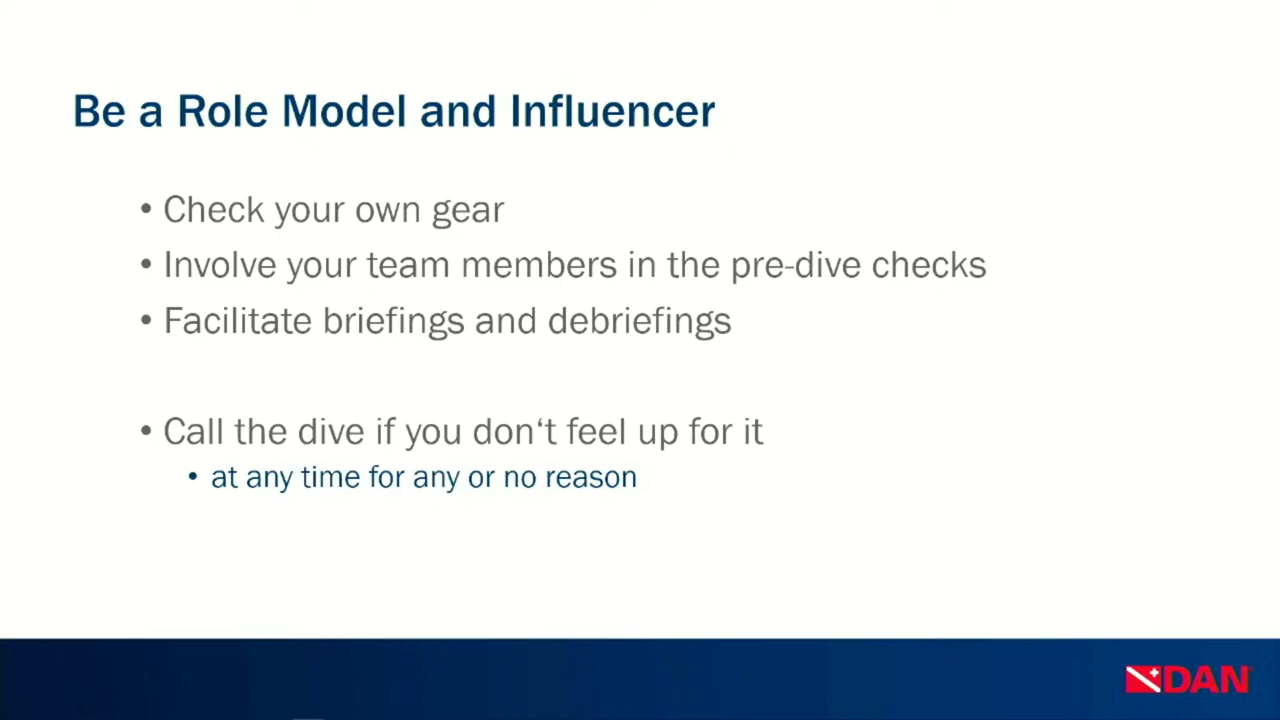 Be a Role Model and Influencer
• Check your own gear
• Involve your team members in the pre-dive checks
• Facilitate briefings and debriefings
• Call the dive if you don‘t feel up for it
• at any time for any or no reason
DAN